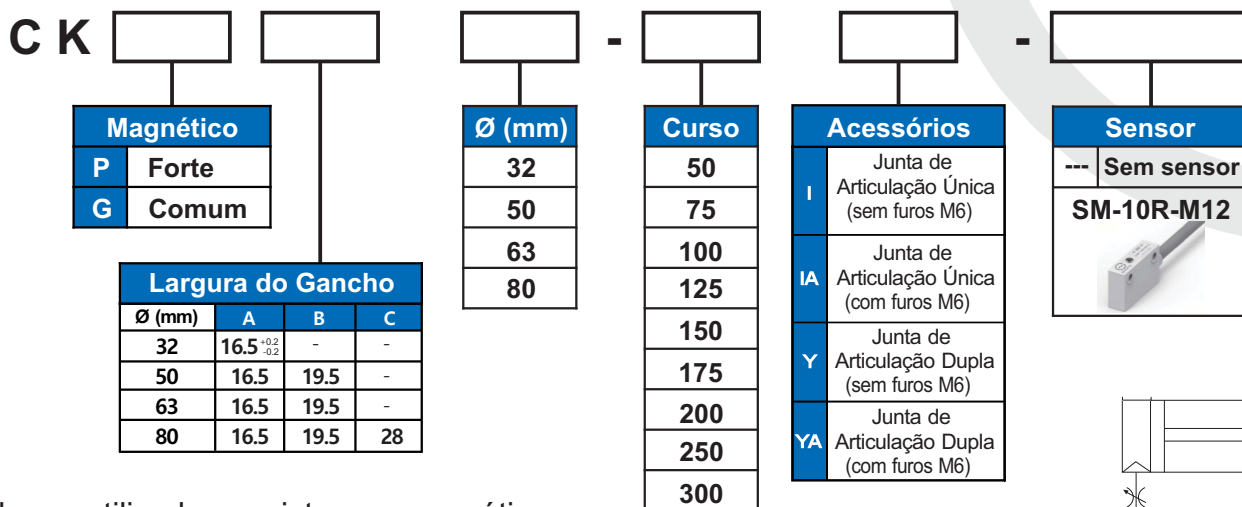 C K - -
Magnético
P Forte
G Comum
Largura do Gancho
Ø (mm) A B C
32 16.5 +0.2 -0.2 - -
50 16.5 19.5 -
63 16.5 19.5 -
80 16.5 19.5 28
Ø (mm)
32
50
63
80
Curso
50
75
100
125
150
175
200
250
300
Acessórios
I Junta de
Articulação Única
(sem furos M6)
IA Junta de
Articulação Única
(com furos M6)
Y Junta de
Articulação Dupla
(sem furos M6)
YA Junta de
Articulação Dupla
(com furos M6)
Sensor
--- Sem sensor
SM-10R-M12